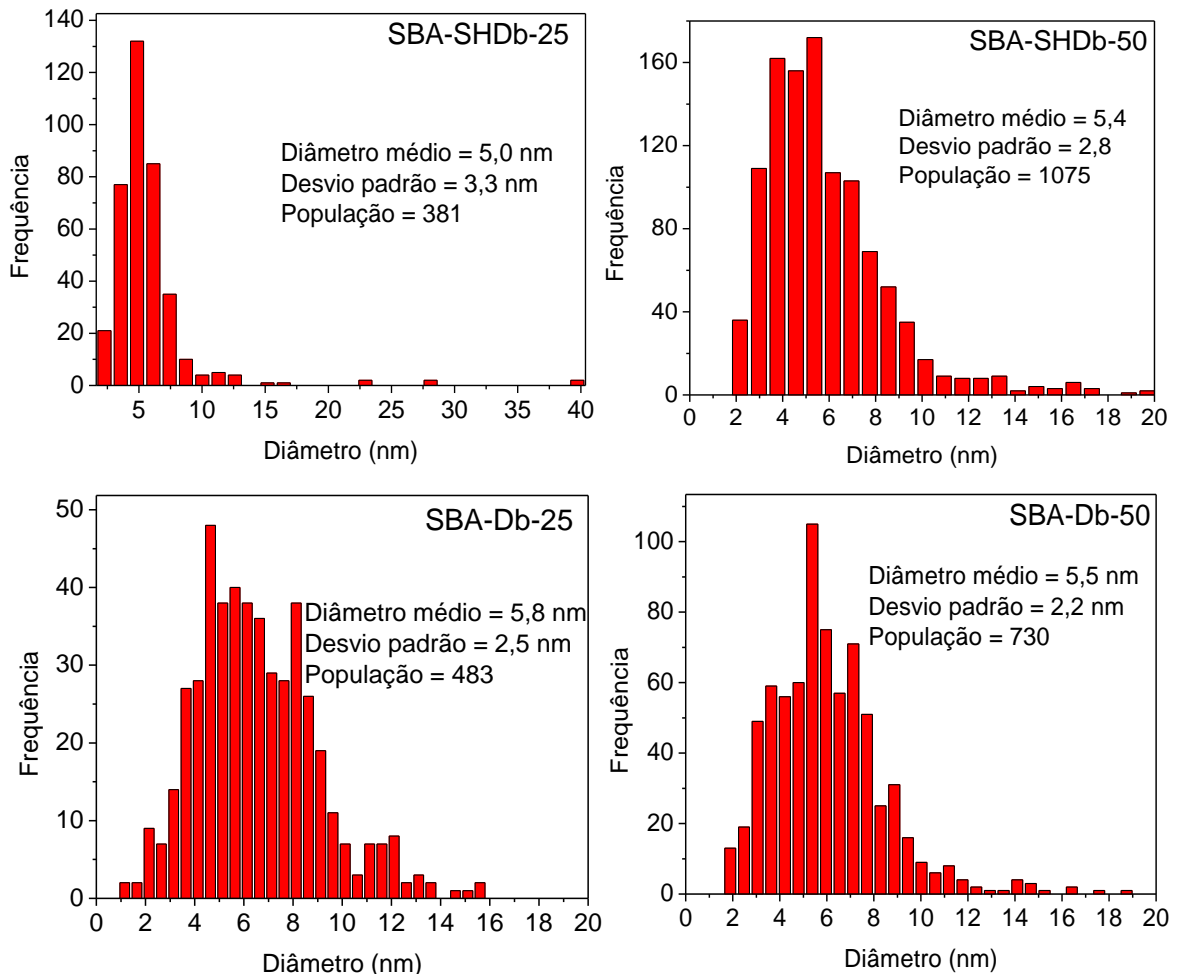 SBA-SHDb-25
Diâmetro médio = 5,0 nm
Desvio padrão = 3,3 nm
População = 381
Frequência
140
120
100
80
60
40
20
0
5 10 15 20 25 30 35 40
Diâmetro (nm)
SBA-SHDb-50
Diâmetro médio = 5,4
Desvio padrão = 2,8
População = 1075
Frequência
160
120
80
40
0
0 2 4 6 8 10 12 14 16 18 20
Diâmetro (nm)
SBA-Db-25
Diâmetro médio = 5,8 nm
Desvio padrão = 2,5 nm
População = 483
Frequência
50
40
30
20
10
0
0 2 4 6 8 10 12 14 16 18 20
Diâmetro (nm)
SBA-Db-50
Diâmetro médio = 5,5 nm
Desvio padrão = 2,2 nm
População = 730
Frequência
100
80
60
40
20
0
0 2 4 6 8 10 12 14 16 18 20
Diâmetro (nm)